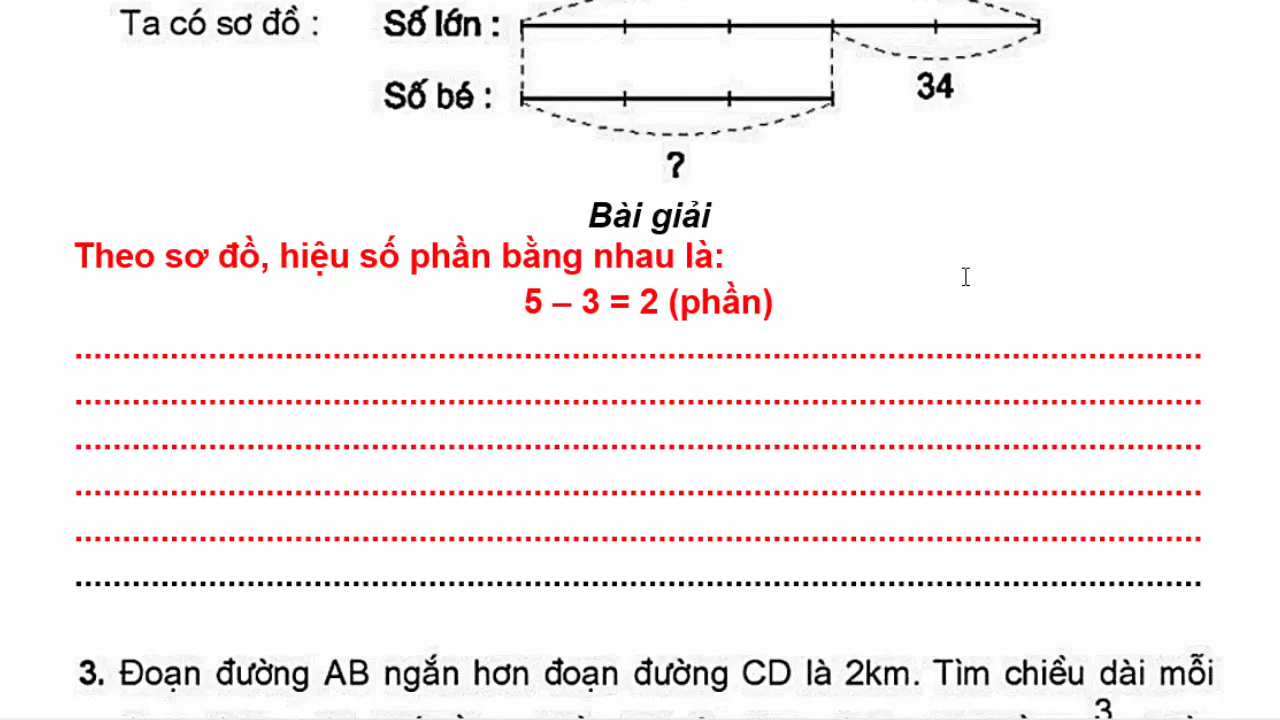 Ta có sơ đồ : Số lớn :
34
Số bé :
?
Bài giải
Theo sơ đồ, hiệu số phần bằng nhau là:
5 – 3 = 2 (phần)
3. Đoạn đường AB ngắn hơn đoạn đường CD là 2km. Tìm chiều dài mỗi
3